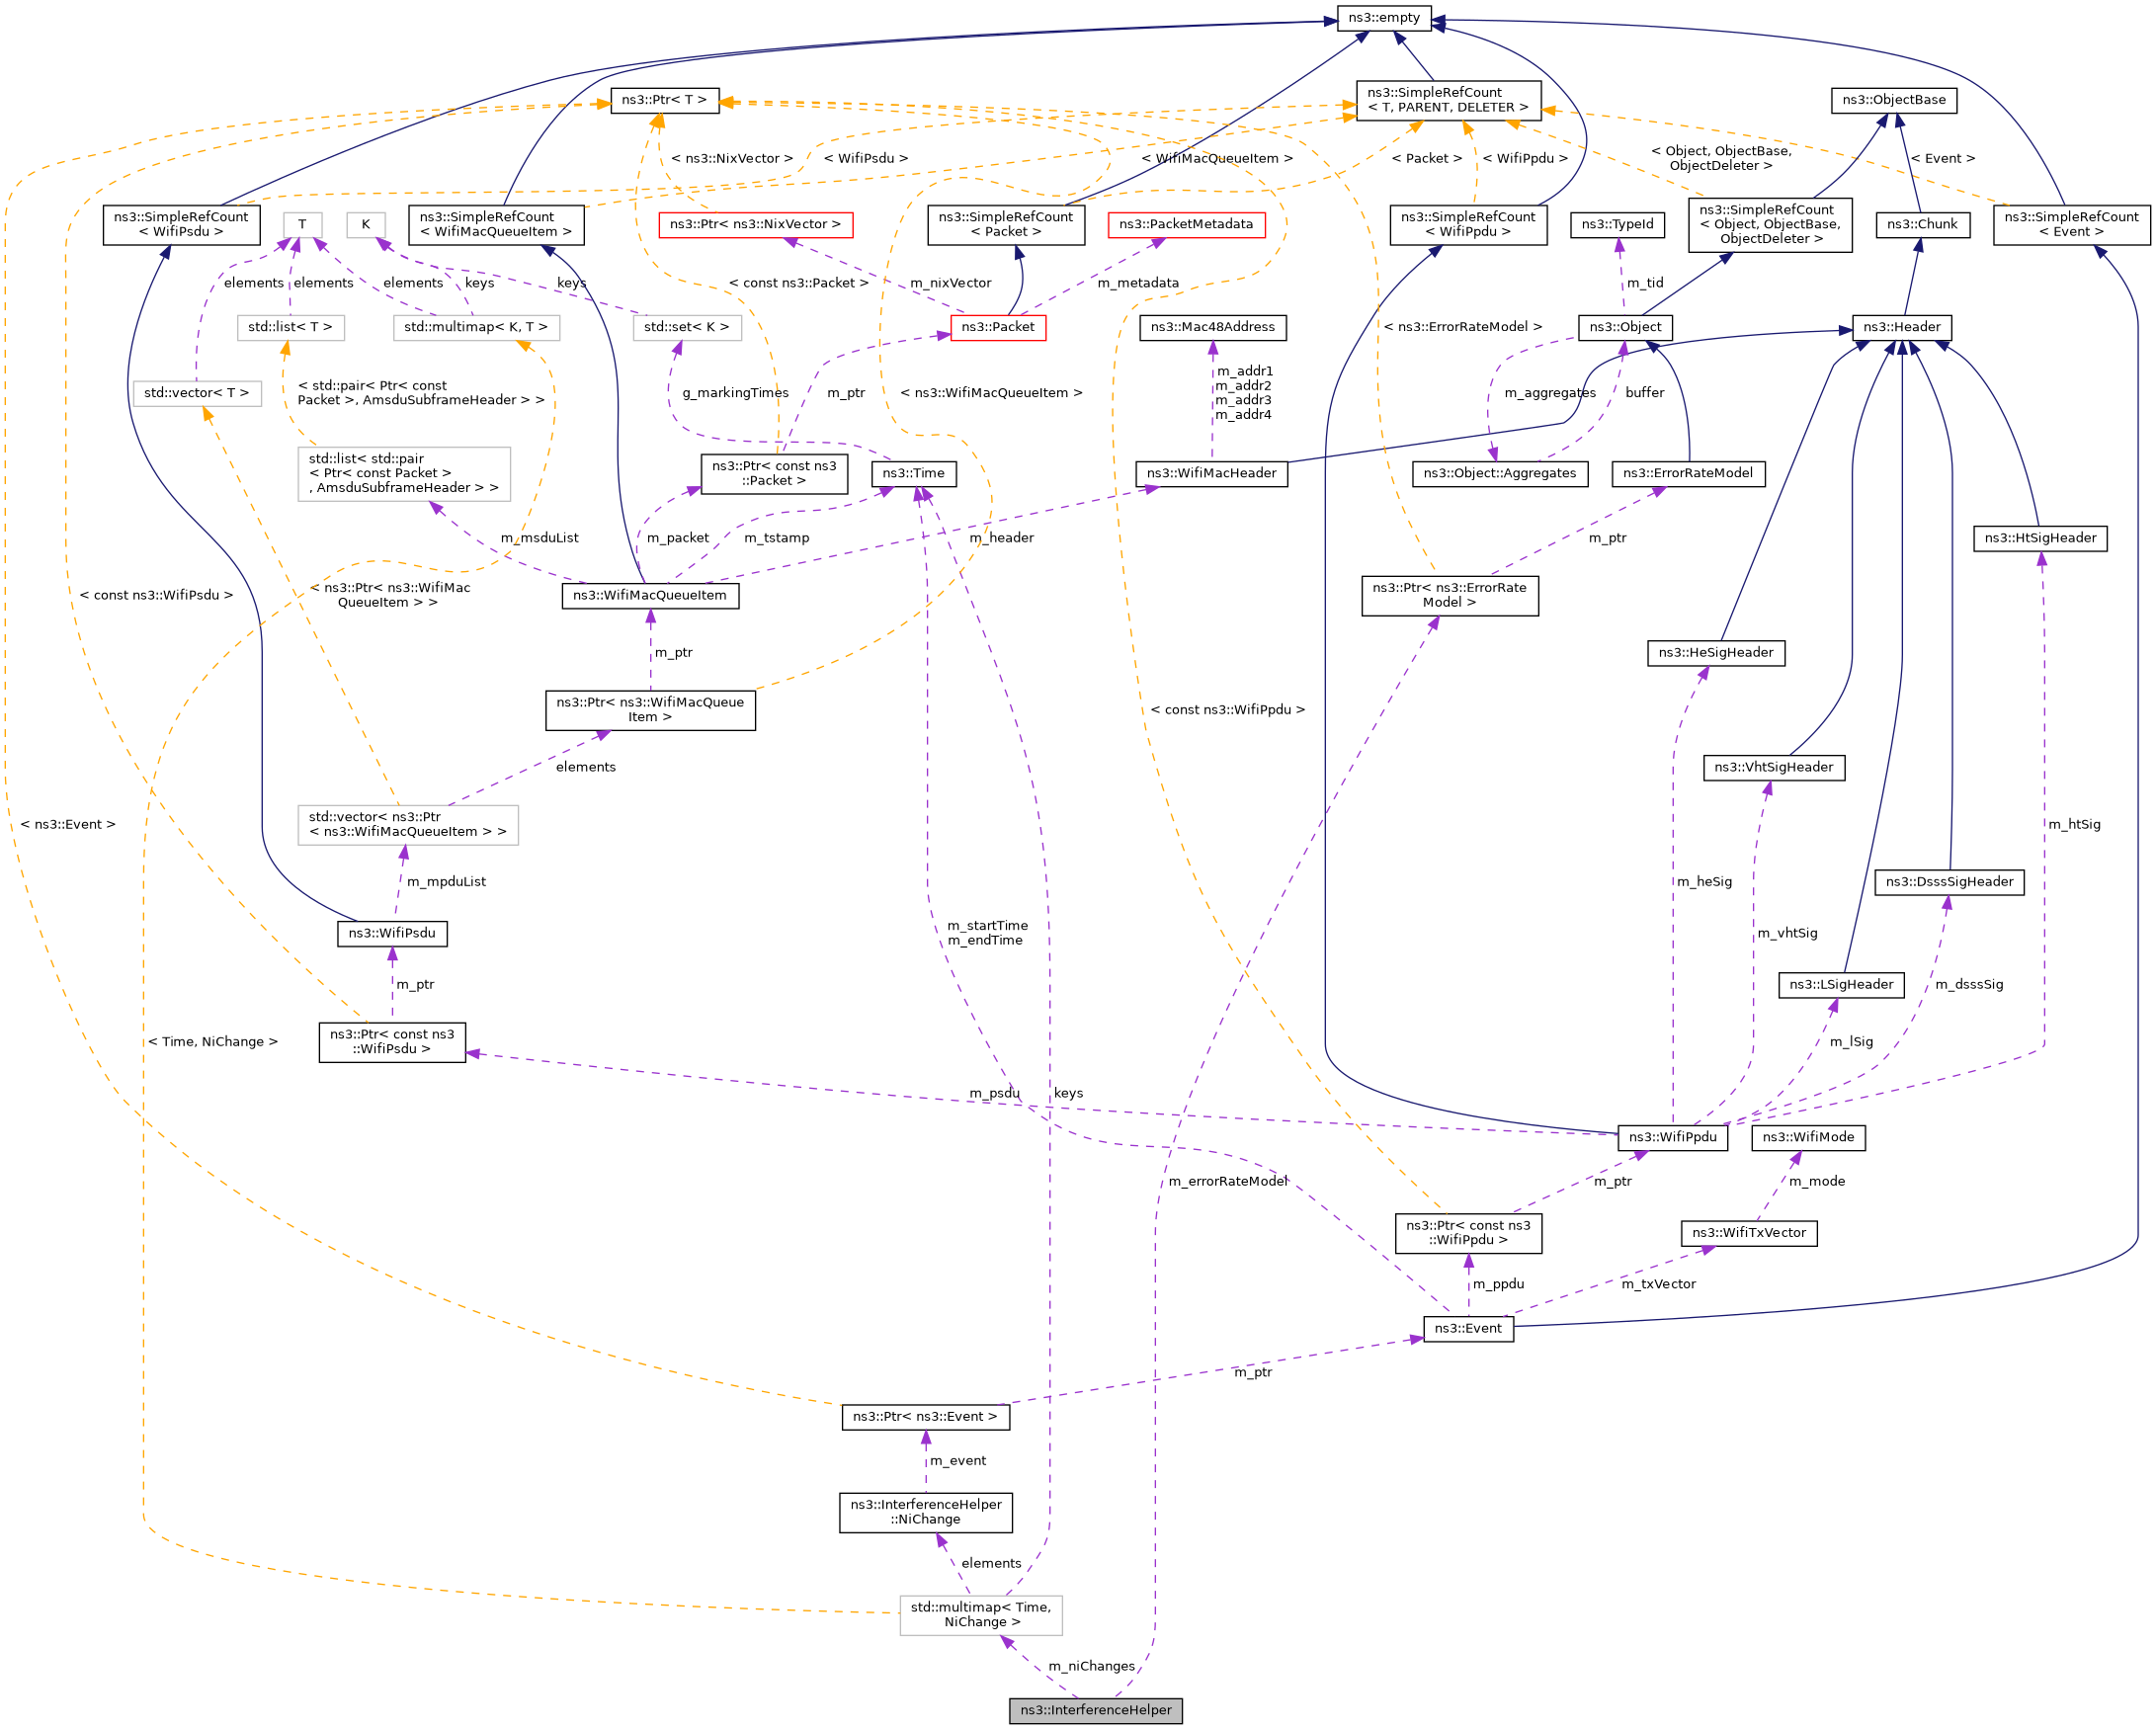 ns3::empty
ns3::Ptr< T >
ns3::SimpleRefCount
< T, PARENT, DELETER >
ns3::ObjectBase
< ns3::NixVector >
< WifiPsdu >
< WifiMacQueueItem >
< Packet >
< WifiPpdu >
< Object, ObjectBase,
ObjectDeleter >
< Event >
ns3::SimpleRefCount
< WifiPsdu >
T
K
ns3::SimpleRefCount
< WifiMacQueueItem >
ns3::Ptr< ns3::NixVector >
ns3::SimpleRefCount
< Packet >
ns3::PacketMetadata
ns3::SimpleRefCount
< WifiPpdu >
ns3::TypeId
ns3::SimpleRefCount
< Object, ObjectBase,
ObjectDeleter >
ns3::Chunk
ns3::SimpleRefCount
< Event >
elements
elements
elements
keys
keys
< const ns3::Packet >
m_nixVector
m_metadata
m_tid
std::list< T >
std::multimap< K, T >
std::set< K >
ns3::Packet
ns3::Mac48Address
< ns3::ErrorRateModel >
ns3::Object
ns3::Header
std::vector< T >
< std::pair< Ptr< const
Packet >, AmsduSubframeHeader > >
g_markingTimes
m_ptr
< ns3::WifiMacQueueItem >
m_addr1
m_addr2
m_addr3
m_addr4
m_aggregates
buffer
std::list< std::pair
< Ptr< const Packet >
, AmsduSubframeHeader > >
ns3::Ptr< const ns3
::Packet >
ns3::Time
ns3::WifiMacHeader
ns3::Object::Aggregates
ns3::ErrorRateModel
m_msduList
m_packet
m_tstamp
m_header
m_ptr
ns3::HtSigHeader
< const ns3::WifiPsdu >
< ns3::Ptr< ns3::WifiMac
QueueItem > >
ns3::WifiMacQueueItem
ns3::Ptr< ns3::ErrorRate
Model >
m_ptr
ns3::HeSigHeader
ns3::Ptr< ns3::WifiMacQueue
Item >
< const ns3::WifiPpdu >
elements
ns3::VhtSigHeader
< ns3::Event >
std::vector< ns3::Ptr
< ns3::WifiMacQueueItem > >
m_htSig
m_mpduList
m_heSig
ns3::DsssSigHeader
ns3::WifiPsdu
m_startTime
m_endTime
m_vhtSig
m_ptr
ns3::LSigHeader
m_dsssSig
< Time, NiChange >
ns3::Ptr< const ns3
::WifiPsdu >
m_lSig
m_psdu
keys
ns3::WifiPpdu
ns3::WifiMode
m_errorRateModel
m_ptr
m_mode
ns3::Ptr< const ns3
::WifiPpdu >
ns3::WifiTxVector
m_ppdu
m_txVector
ns3::Event
m_ptr
ns3::Ptr< ns3::Event >
m_event
ns3::InterferenceHelper
::NiChange
elements
std::multimap< Time,
NiChange >
m_niChanges
ns3::InterferenceHelper